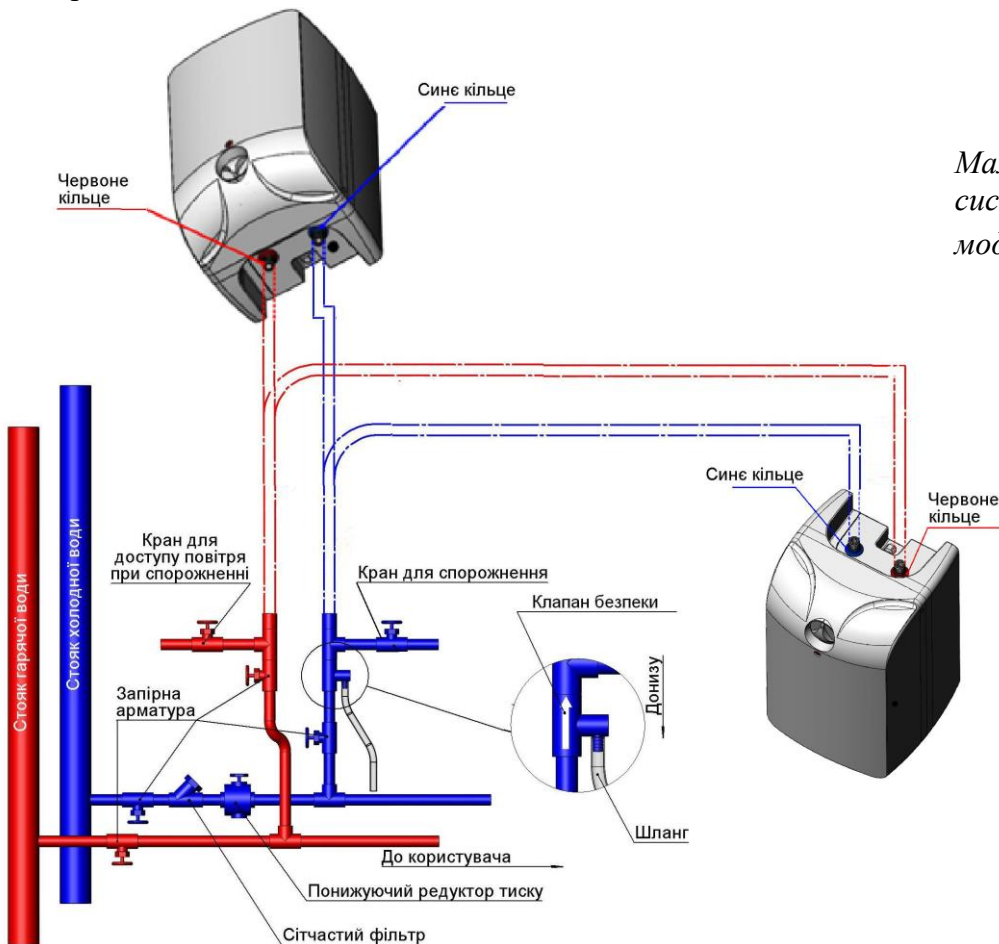 Синє кільце
Червоне
кільце
Стояк гарячої води
Стояк холодної води
Синє кільце
Червоне
кільце
Кран для
доступу повітря
при спорожненні
Кран для спорожнення
Клапан безпеки
Донизу
Запірна
арматура
Шланг
До користувача
Понижуючий редуктор тиску
Сітчастий фільтр